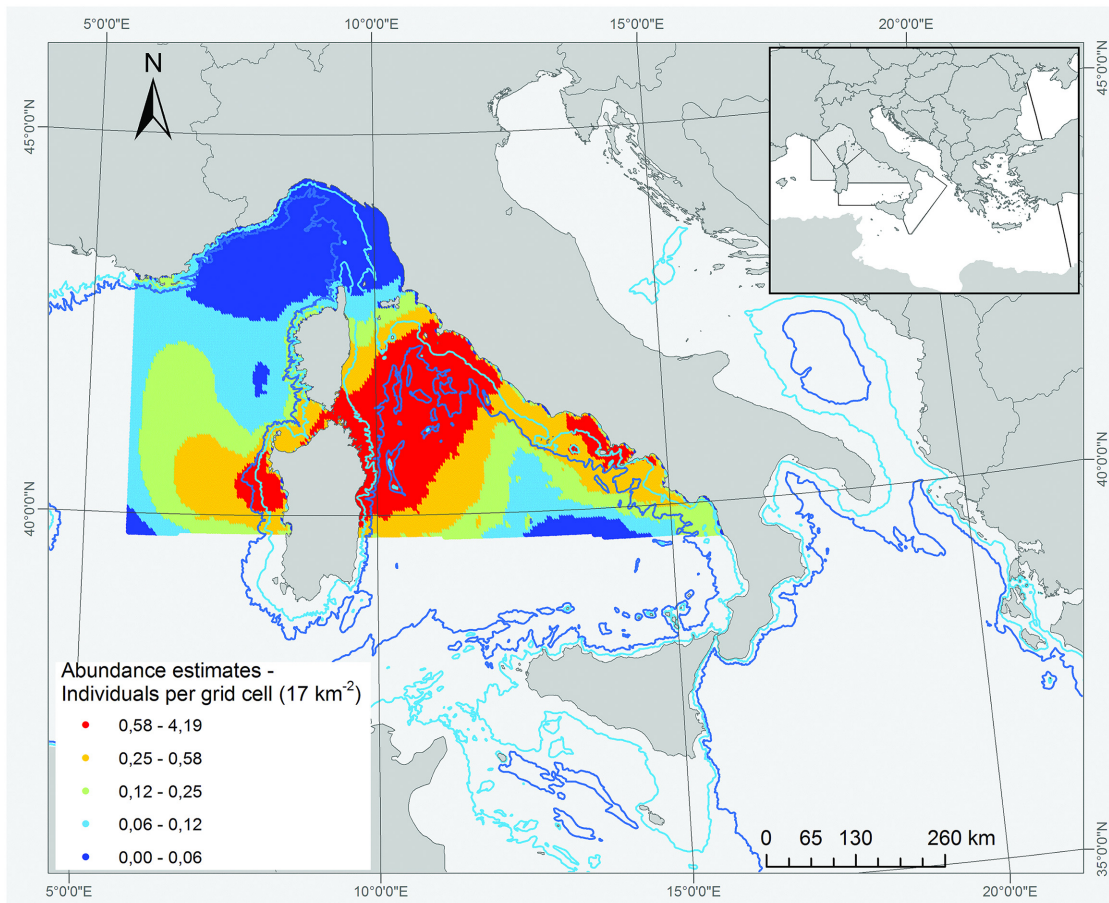 5°0'0"E
10°0'0"E
15°0'0"E
20°0'0"E
N
45°0'0"N
45°0'0"N
40°0'0"N
40°0'0"N
35°0'0"N
Abundance estimates -
Individuals per grid cell (17 km⁻²)
0,58 - 4,19
0,25 - 0,58
0,12 - 0,25
0,06 - 0,12
0,00 - 0,06
0 65 130 260 km
5°0'0"E
10°0'0"E
15°0'0"E
20°0'0"E